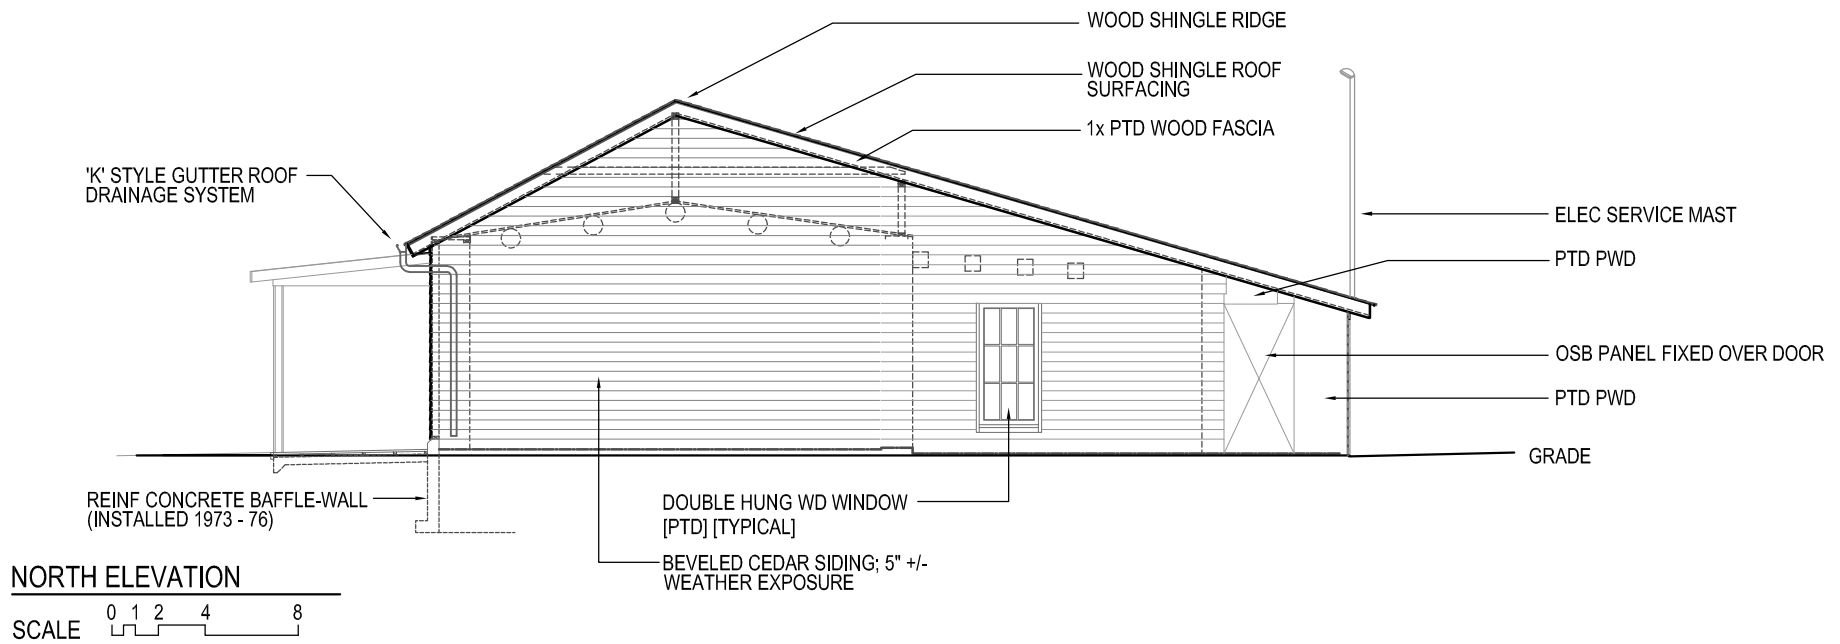 WOOD SHINGLE RIDGE
WOOD SHINGLE ROOF
SURFACING
1x PTD WOOD FASCIA
'K' STYLE GUTTER ROOF
DRAINAGE SYSTEM
ELEC SERVICE MAST
PTD PWD
OSB PANEL FIXED OVER DOOR
PTD PWD
GRADE
REINF CONCRETE BAFFLE-WALL
(INSTALLED 1973 - 76)
DOUBLE HUNG WD WINDOW
[PTD] [TYPICAL]
BEVELED CEDAR SIDING; 5" +/-
WEATHER EXPOSURE
NORTH ELEVATION
0 1 2 4 8
SCALE